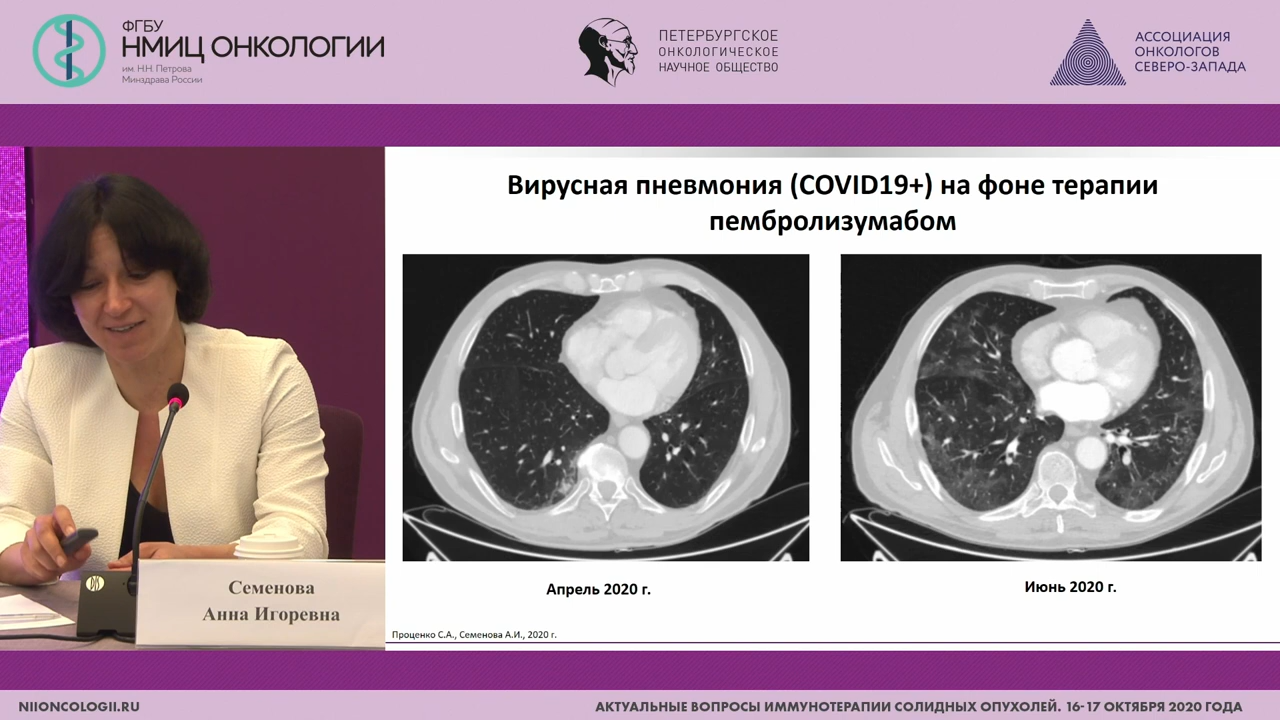 ФГБУ
НМИЦ ОНКОЛОГИИ
им. Н.Н. Петрова
Минздрава России
ПЕТЕРБУРГСКОЕ
ОНКОЛОГИЧЕСКОЕ
НАУЧНОЕ ОБЩЕСТВО
АССОЦИАЦИЯ
ОНКОЛОГОВ
СЕВЕРО-ЗАПАДА
Вирусная пневмония (COVID19+) на фоне терапии
пембролизумабом
Апрель 2020 г.
Июнь 2020 г.
Семенова
Анна Игоревна
Проценко С.А., Семенова А.И., 2020 г.
NIIONCOLOGII.RU
АКТУАЛЬНЫЕ ВОПРОСЫ ИММУНОТЕРАПИИ СОЛИДНЫХ ОПУХОЛЕЙ. 16-17 ОКТЯБРЯ 2020 ГОДА